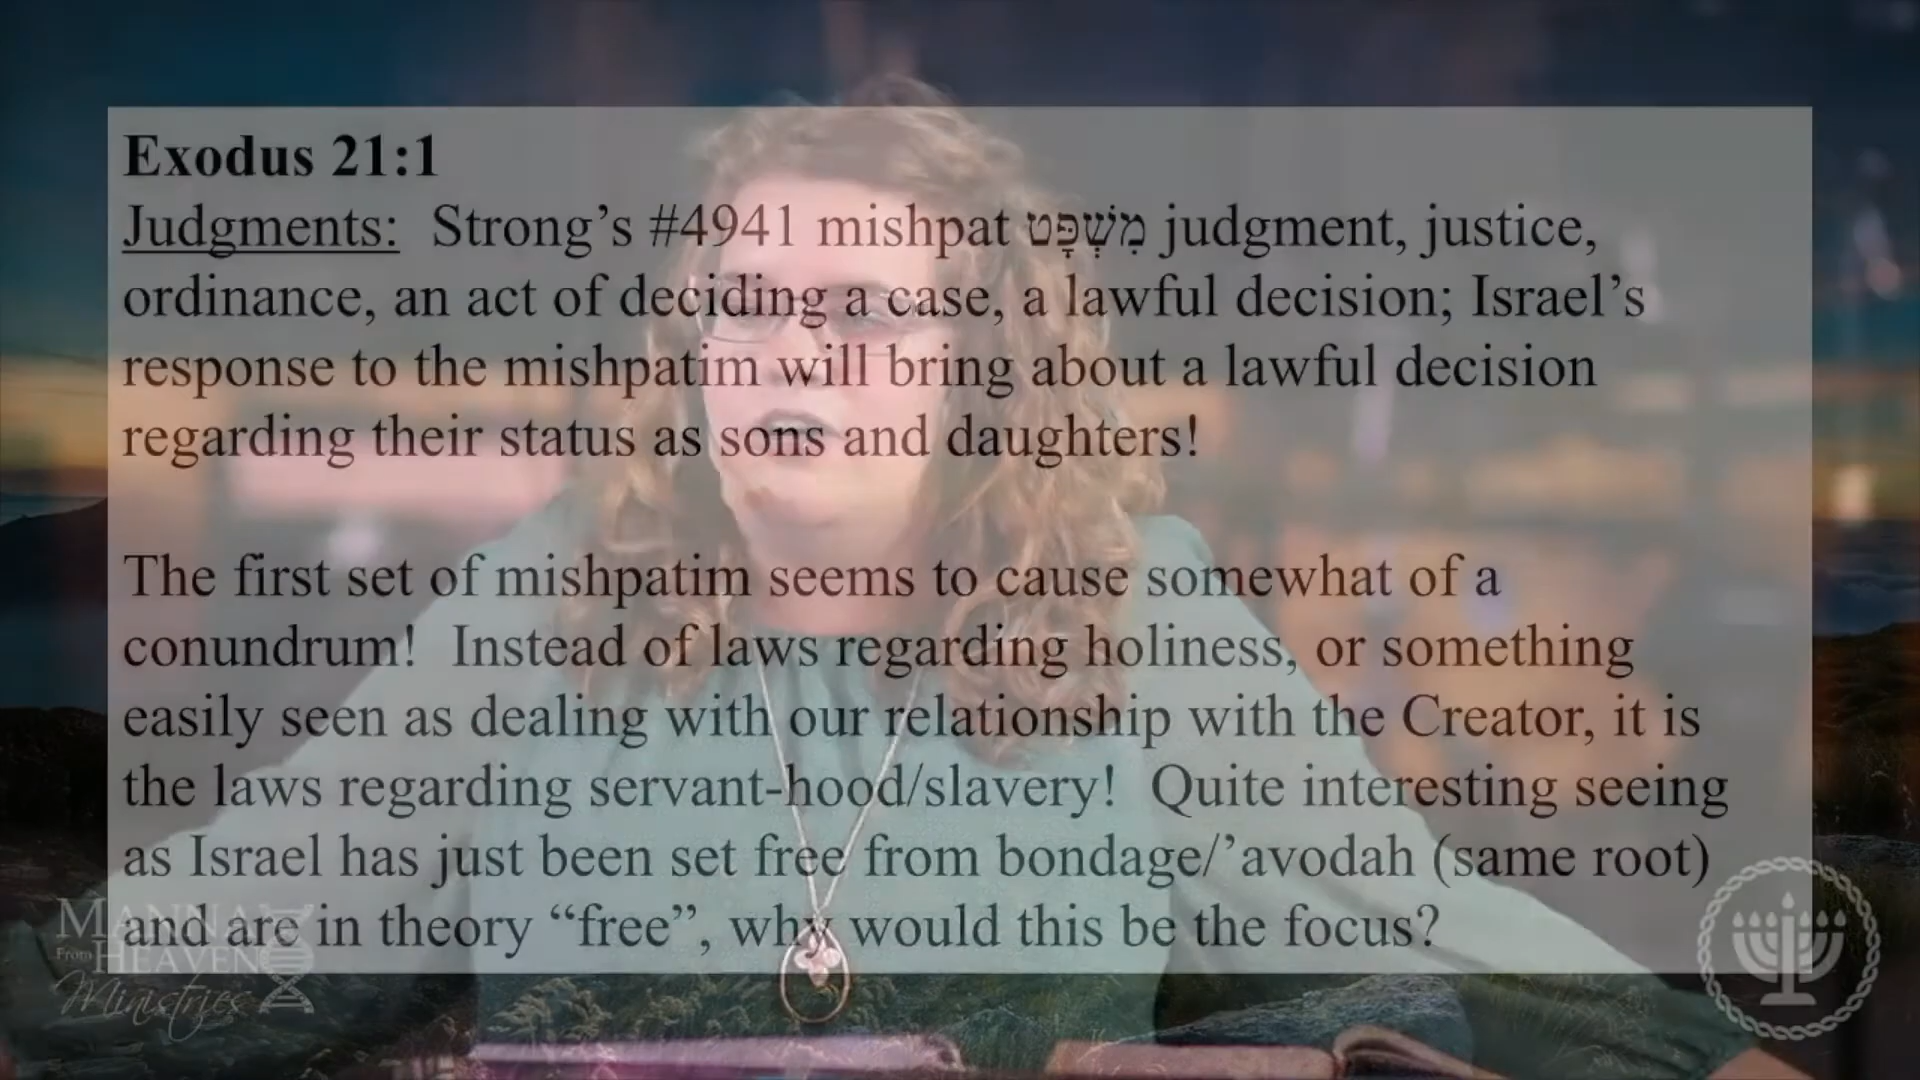 Exodus 21:1
Judgments: Strong’s #4941 mishpat מִשְׁפָּט judgment, justice,
ordinance, an act of deciding a case, a lawful decision; Israel’s
response to the mishpatim will bring about a lawful decision
regarding their status as sons and daughters!
The first set of mishpatim seems to cause somewhat of a
conundrum! Instead of laws regarding holiness, or something
easily seen as dealing with our relationship with the Creator, it is
the laws regarding servant-hood/slavery! Quite interesting seeing
as Israel has just been set free from bondage/’avodah (same root)
and are in theory “free”, why would this be the focus?
MANNA
From HEAVEN
Ministries